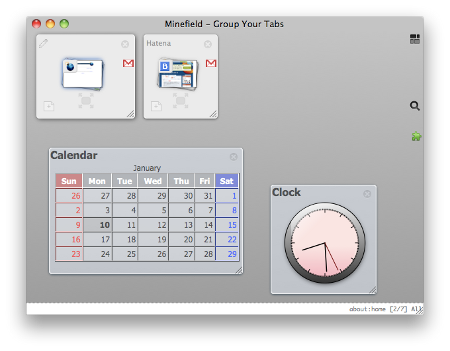 Minefield - Group Your Tabs
Hatena
Calendar
January
Sun Mon Tue Wed Thu Fri Sat
26 27 28 29 30 31 1
2 3 4 5 6 7 8
9 10 11 12 13 14 15
16 17 18 19 20 21 22
23 24 25 26 27 28 29
Clock
about:home [2/7] All